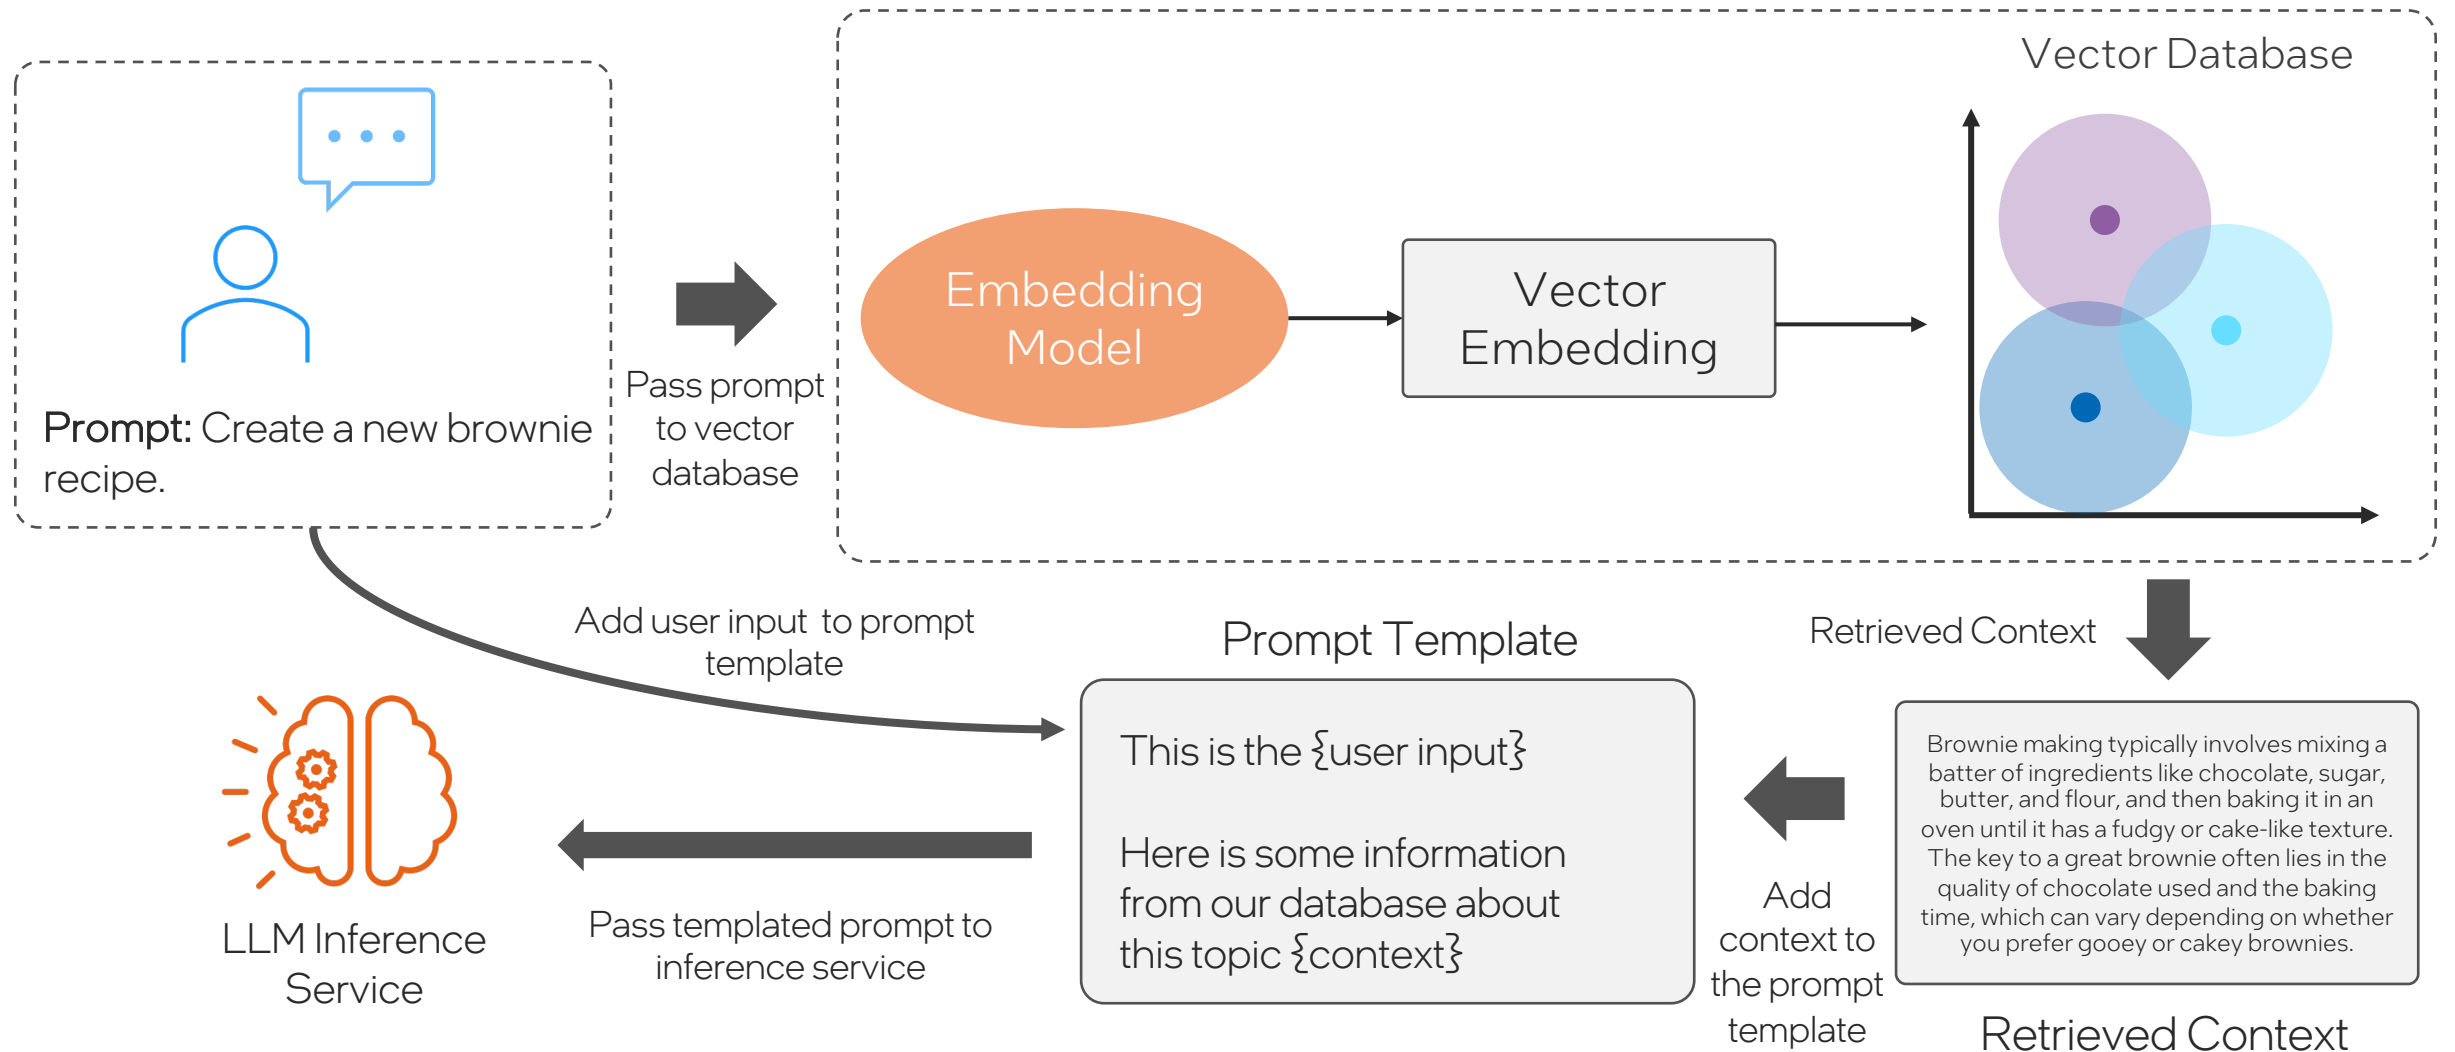 Vector Database
Prompt: Create a new brownie
recipe.
Pass prompt
to vector
database
Embedding
Model
Vector
Embedding
Add user input to prompt
template
Retrieved Context
Prompt Template
This is the {user input}
Here is some information
from our database about
this topic {context}
Brownie making typically involves mixing a
batter of ingredients like chocolate, sugar,
butter, and flour, and then baking it in an
oven until it has a fudgy or cake-like texture.
The key to a great brownie often lies in the
quality of chocolate used and the baking
time, which can vary depending on whether
you prefer gooey or cakey brownies.
Retrieved Context
Add
context to
the prompt
template
Pass templated prompt to
inference service
LLM Inference
Service